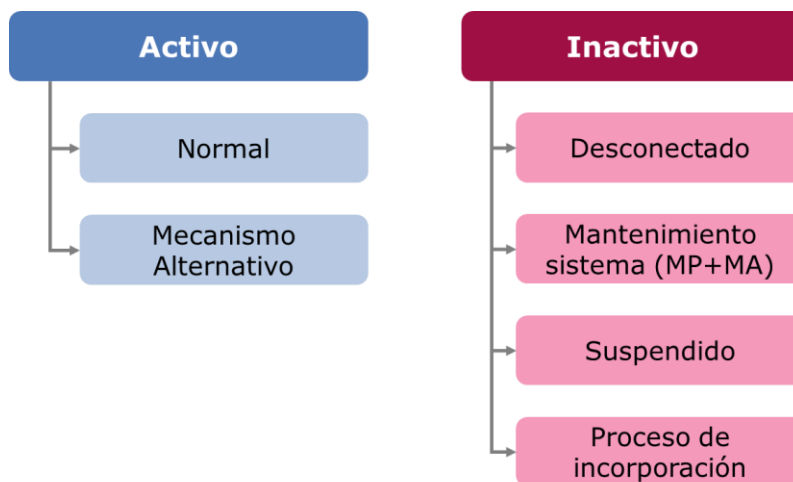 Activo
Normal
Mecanismo
Alternativo
Inactivo
Desconectado
Mantenimiento
sistema (MP+MA)
Suspendido
Proceso de
incorporación